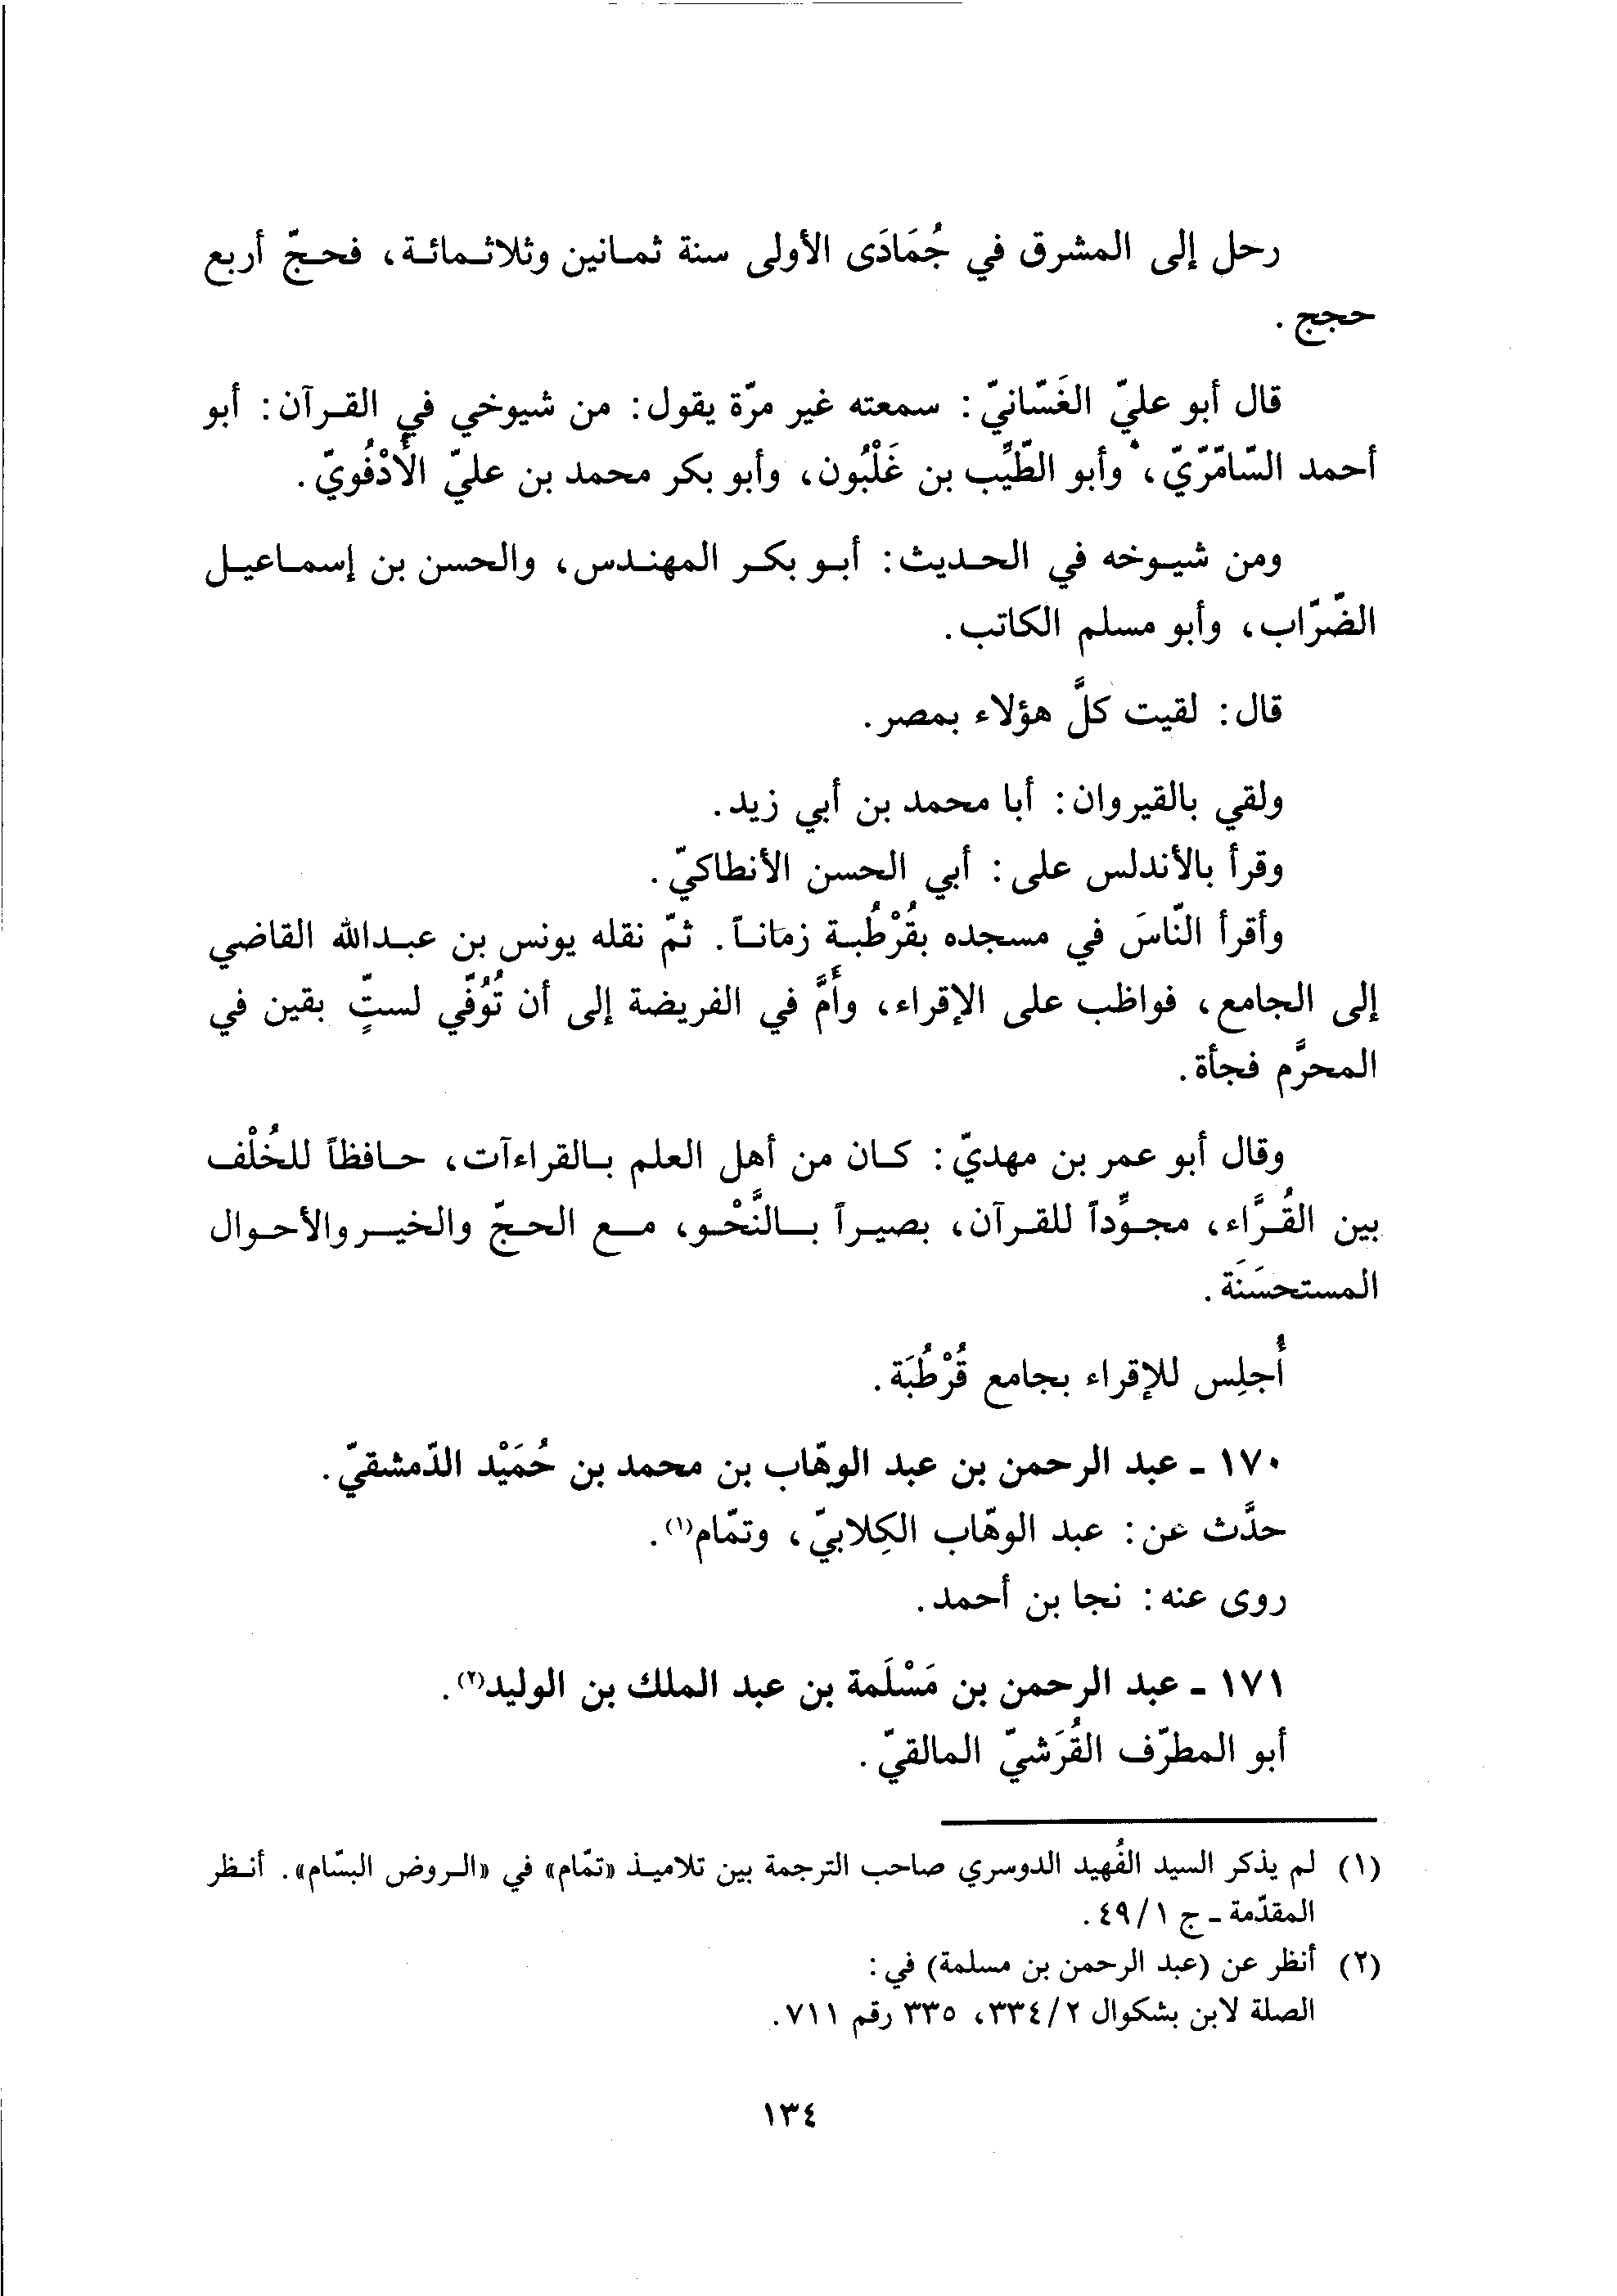 رحل إلى المشرق في جُمَادَى الأولى سنة ثمانين وثلاثمائة، فحجّ أربع
حجج.
قال أبو عليّ الغَسّانيّ: سمعته غير مرّة يقول: من شيوخي في القرآن: أبو
أحمد السّامّرّيّ، وأبو الطّيِّب بن غَلْبُون، وأبو بكر محمد بن عليّ الأُدْفُويّ.
ومن شيوخه في الحديث: أبو بكر المهندس، والحسن بن إسماعيل
الضّرّاب، وأبو مسلم الكاتب.
قال: لقيت كلَّ هؤلاء بمصر.
ولقي بالقيروان: أبا محمد بن أبي زيد.
وقرأ بالأندلس على: أبي الحسن الأنطاكيّ.
وأقرأ النّاسَ في مسجده بقُرْطُبة زماناً. ثمّ نقله يونس بن عبدالله القاضي
إلى الجامع، فواظب على الإقراء، وأَمَّ في الفريضة إلى أن تُوُفّي لستٍّ بقين في
المحرَّم فجأة.
وقال أبو عمر بن مهديّ: كان من أهل العلم بالقراءآت، حافظاً للخُلْف
بين القُرَّاء، مجوِّداً للقرآن، بصيراً بالنَّحْو، مع الحجّ والخير والأحوال
المستحسَنَة.
أُجلِس للإقراء بجامع قُرْطُبَة.
١٧٠ - عبد الرحمن بن عبد الوهّاب بن محمد بن حُمَيْد الدّمشقيّ.
حدَّث عن: عبد الوهّاب الكِلابيّ، وتمّام(١).
روى عنه: نجا بن أحمد.
١٧١ - عبد الرحمن بن مَسْلَمة بن عبد الملك بن الوليد(٢).
أبو المطرّف القُرَشيّ المالقيّ.
(١) لم يذكر السيد الفُهيد الدوسري صاحب الترجمة بين تلاميذ «تمّام» في «الروض البسّام». أنظر
المقدّمة - ج ١/٤٩.
(٢) أنظر عن (عبد الرحمن بن مسلمة) في:
الصلة لابن بشكوال ٢/٣٣٤، ٣٣٥ رقم ٧١١.
١٣٤